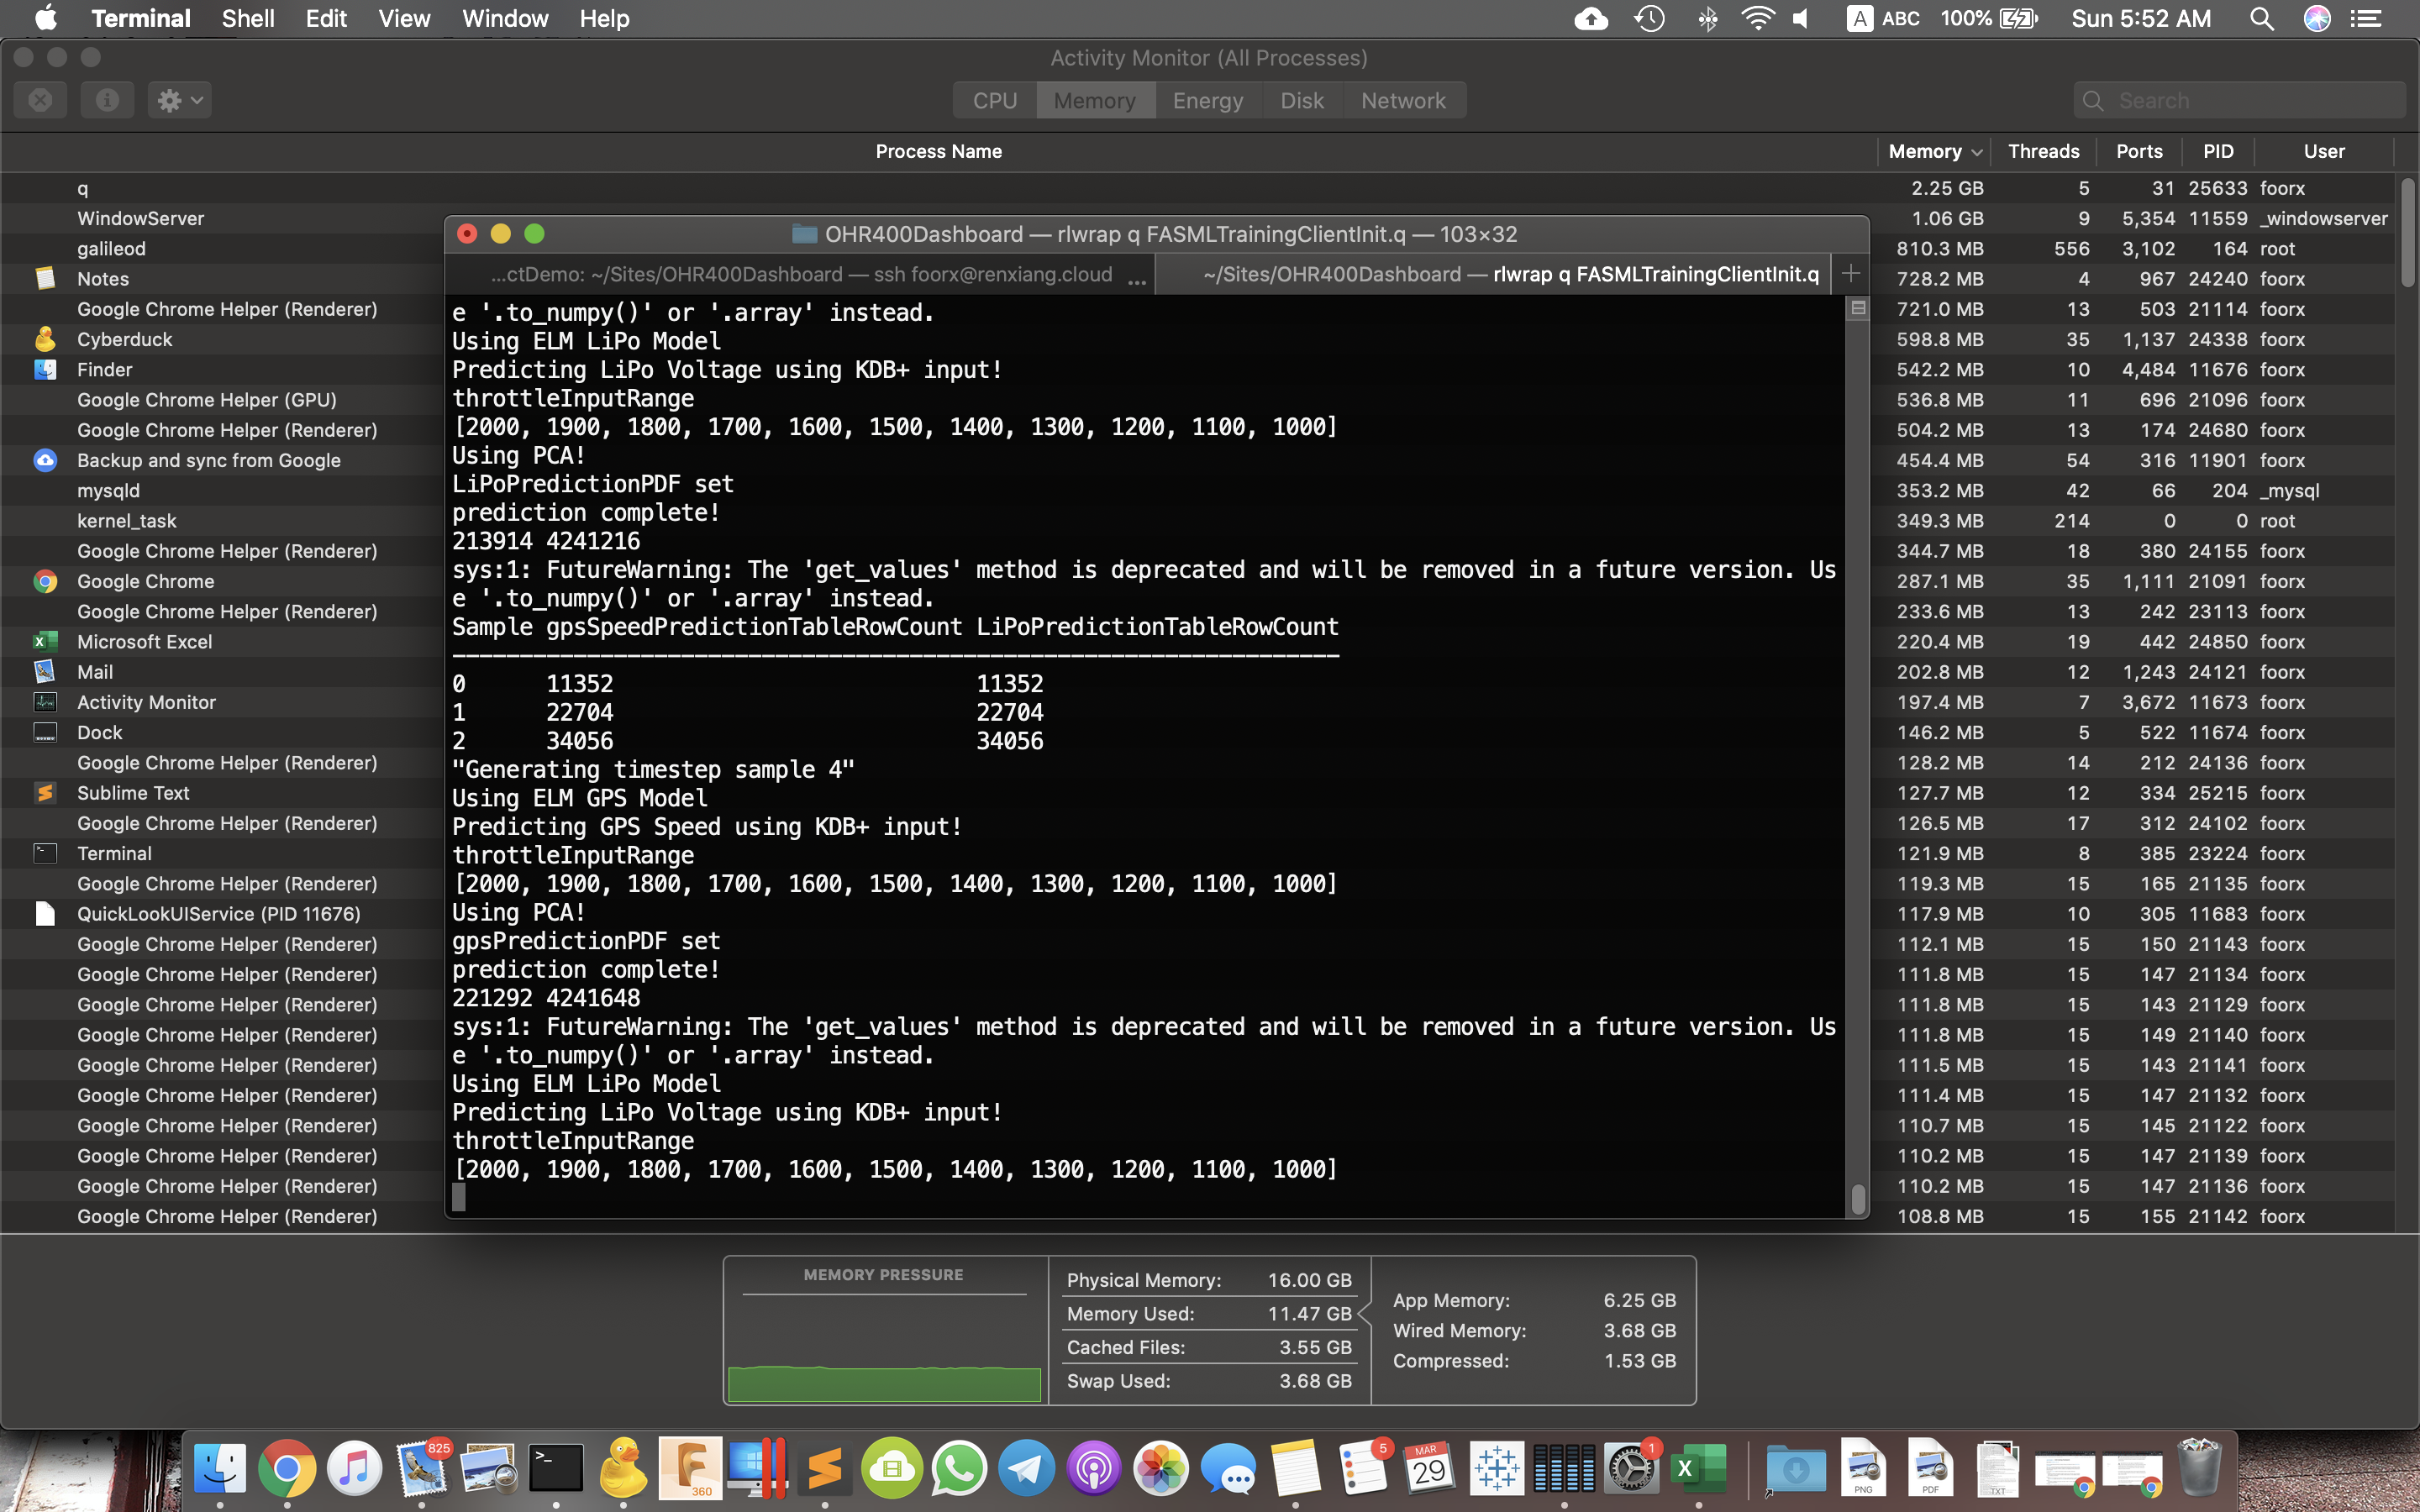 Terminal Shell Edit View Window Help A ABC 100% Sun 5:52 AM
Activity Monitor (All Processes)
CPU Memory Energy Disk Network Search
Process Name Memory Threads Ports PID User
q 2.25 GB 5 31 25633 foorx
WindowServer 1.06 GB 9 5,354 11559 _windowserver
galileod 810.3 MB 556 3,102 164 root
Notes 728.2 MB 4 967 24240 foorx
Google Chrome Helper (Renderer) 721.0 MB 13 503 21114 foorx
Cyberduck 598.8 MB 35 1,137 24338 foorx
Finder 542.2 MB 10 4,484 11676 foorx
Google Chrome Helper (GPU) 536.8 MB 11 696 21096 foorx
Google Chrome Helper (Renderer) 504.2 MB 13 174 24680 foorx
Backup and sync from Google 454.4 MB 54 316 11901 foorx
mysqld 353.2 MB 42 66 204 _mysql
kernel_task 349.3 MB 214 0 0 root
Google Chrome Helper (Renderer) 344.7 MB 18 380 24155 foorx
Google Chrome 287.1 MB 35 1,111 21091 foorx
Google Chrome Helper (Renderer) 233.6 MB 13 242 23113 foorx
Microsoft Excel 220.4 MB 19 442 24850 foorx
Mail 202.8 MB 12 1,243 24121 foorx
Activity Monitor 197.4 MB 7 3,672 11673 foorx
Dock 146.2 MB 5 522 11674 foorx
Google Chrome Helper (Renderer) 128.2 MB 14 212 24136 foorx
Sublime Text 127.7 MB 12 334 25215 foorx
Google Chrome Helper (Renderer) 126.5 MB 17 312 24102 foorx
Terminal 121.9 MB 8 385 23224 foorx
Google Chrome Helper (Renderer) 119.3 MB 15 165 21135 foorx
QuickLookUIService (PID 11676) 117.9 MB 10 305 11683 foorx
Google Chrome Helper (Renderer) 112.1 MB 15 150 21143 foorx
Google Chrome Helper (Renderer) 111.8 MB 15 147 21134 foorx
Google Chrome Helper (Renderer) 111.8 MB 15 143 21129 foorx
Google Chrome Helper (Renderer) 111.8 MB 15 149 21140 foorx
Google Chrome Helper (Renderer) 111.5 MB 15 143 21141 foorx
Google Chrome Helper (Renderer) 111.4 MB 15 147 21132 foorx
Google Chrome Helper (Renderer) 110.7 MB 15 145 21122 foorx
Google Chrome Helper (Renderer) 110.2 MB 15 147 21139 foorx
Google Chrome Helper (Renderer) 110.2 MB 15 147 21136 foorx
Google Chrome Helper (Renderer) 108.8 MB 15 155 21142 foorx
OHR400Dashboard — rlwrap q FASMLTrainingClientInit.q — 103×32
...ctDemo: ~/Sites/OHR400Dashboard — ssh foorx@renxiang.cloud ... ~/Sites/OHR400Dashboard — rlwrap q FASMLTrainingClientInit.q
e '.to_numpy()' or '.array' instead.
Using ELM LiPo Model
Predicting LiPo Voltage using KDB+ input!
throttleInputRange
[2000, 1900, 1800, 1700, 1600, 1500, 1400, 1300, 1200, 1100, 1000]
Using PCA!
LiPoPredictionPDF set
prediction complete!
213914 4241216
sys:1: FutureWarning: The 'get_values' method is deprecated and will be removed in a future version. Us
e '.to_numpy()' or '.array' instead.
Sample gpsSpeedPredictionTableRowCount LiPoPredictionTableRowCount
------------------------------------------------------------------
0 11352 11352
1 22704 22704
2 34056 34056
"Generating timestep sample 4"
Using ELM GPS Model
Predicting GPS Speed using KDB+ input!
throttleInputRange
[2000, 1900, 1800, 1700, 1600, 1500, 1400, 1300, 1200, 1100, 1000]
Using PCA!
gpsPredictionPDF set
prediction complete!
221292 4241648
sys:1: FutureWarning: The 'get_values' method is deprecated and will be removed in a future version. Us
e '.to_numpy()' or '.array' instead.
Using ELM LiPo Model
Predicting LiPo Voltage using KDB+ input!
throttleInputRange
[2000, 1900, 1800, 1700, 1600, 1500, 1400, 1300, 1200, 1100, 1000]
MEMORY PRESSURE
Physical Memory: 16.00 GB
Memory Used: 11.47 GB
Cached Files: 3.55 GB
Swap Used: 3.68 GB
App Memory: 6.25 GB
Wired Memory: 3.68 GB
Compressed: 1.53 GB
825 360 5 MAR 29 1 X PNG PDF TXT